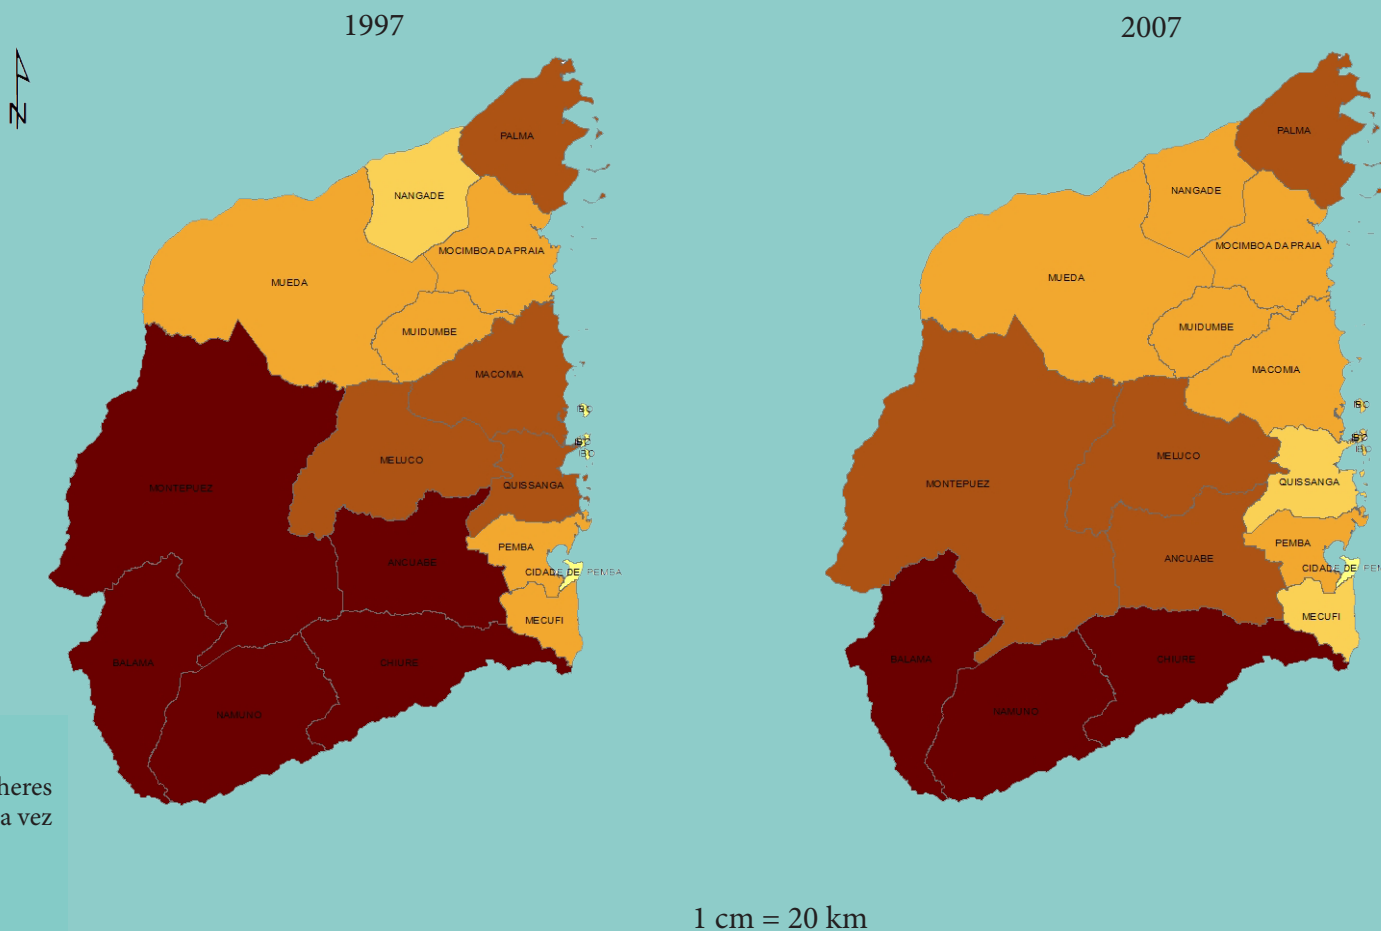 1997
2007
N
PALMA
NANGADE
MOCIMBOA DA PRAIA
MUEDA
MUIDUMBE
MACOMIA
MELUCO
QUISSANGA
MONTEPUEZ
PEMBA
ANCUABE
CIDADE DE PEMBA
MECUFI
BALAMA
CHIURE
NAMUNO
PALMA
NANGADE
MOCIMBOA DA PRAIA
MUEDA
MUIDUMBE
MACOMIA
MELUCO
QUISSANGA
MONTEPUEZ
PEMBA
ANCUABE
CIDADE DE PEM
MECUFI
BALAMA
CHIURE
NAMUNO
heres
a vez
1 cm = 20 km